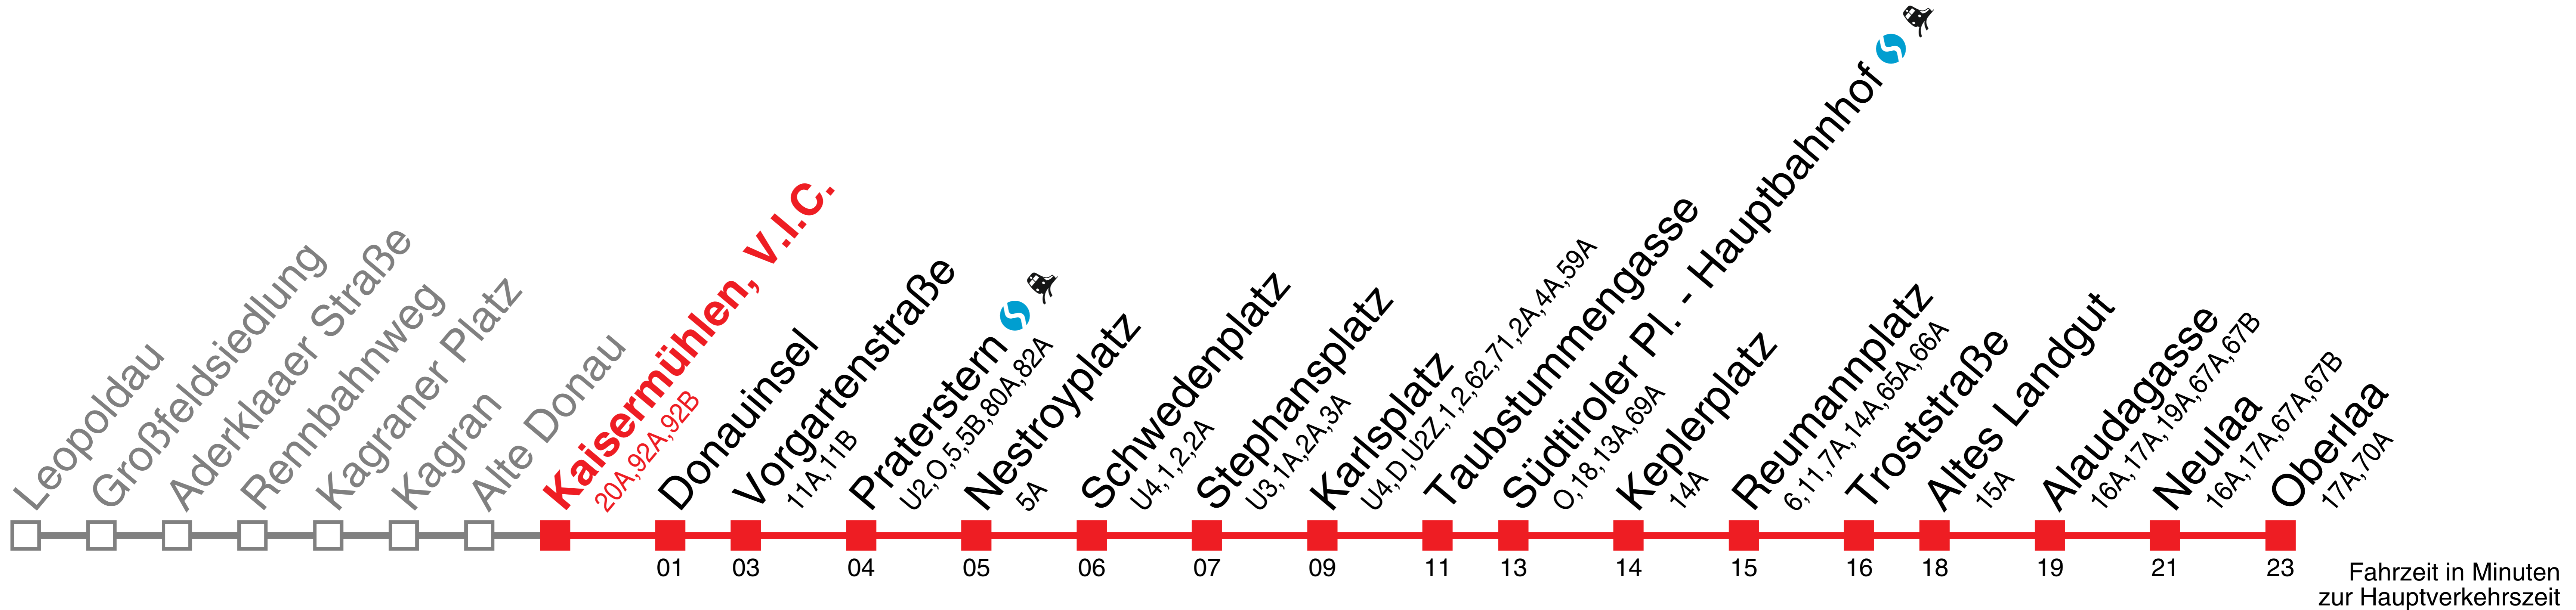 Leopoldau
Großfeldsiedlung
Aderklaaer Straße
Rennbahnweg
Kagraner Platz
Kagran
Alte Donau
Kaisermühlen, V.I.C.
20A,92A,92B
Donauinsel
01
Vorgartenstraße
11A,11B
03
Praterstern
U2,O,5,5B,80A,82A
04
Nestroyplatz
5A
05
Schwedenplatz
U4,1,2,2A
06
Stephansplatz
U3,1A,2A,3A
07
Karlsplatz
U4,D,U2Z,1,2,62,71,2A,4A,59A
09
Taubstummengasse
11
Südtiroler Pl. - Hauptbahnhof
O,18,13A,69A
13
Keplerplatz
14A
14
Reumannplatz
6,11,7A,14A,65A,66A
15
Troststraße
16
Altes Landgut
15A
18
Alaudagasse
16A,17A,19A,67A,67B
19
Neulaa
16A,17A,67A,67B
21
Oberlaa
17A,70A
23
Fahrzeit in Minuten
zur Hauptverkehrszeit